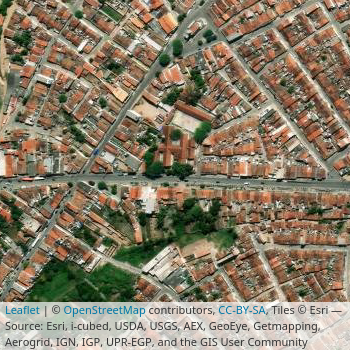 Leaflet | © OpenStreetMap contributors, CC-BY-SA, Tiles © Esri —
Source: Esri, i-cubed, USDA, USGS, AEX, GeoEye, Getmapping,
Aerogrid, IGN, IGP, UPR-EGP, and the GIS User Community